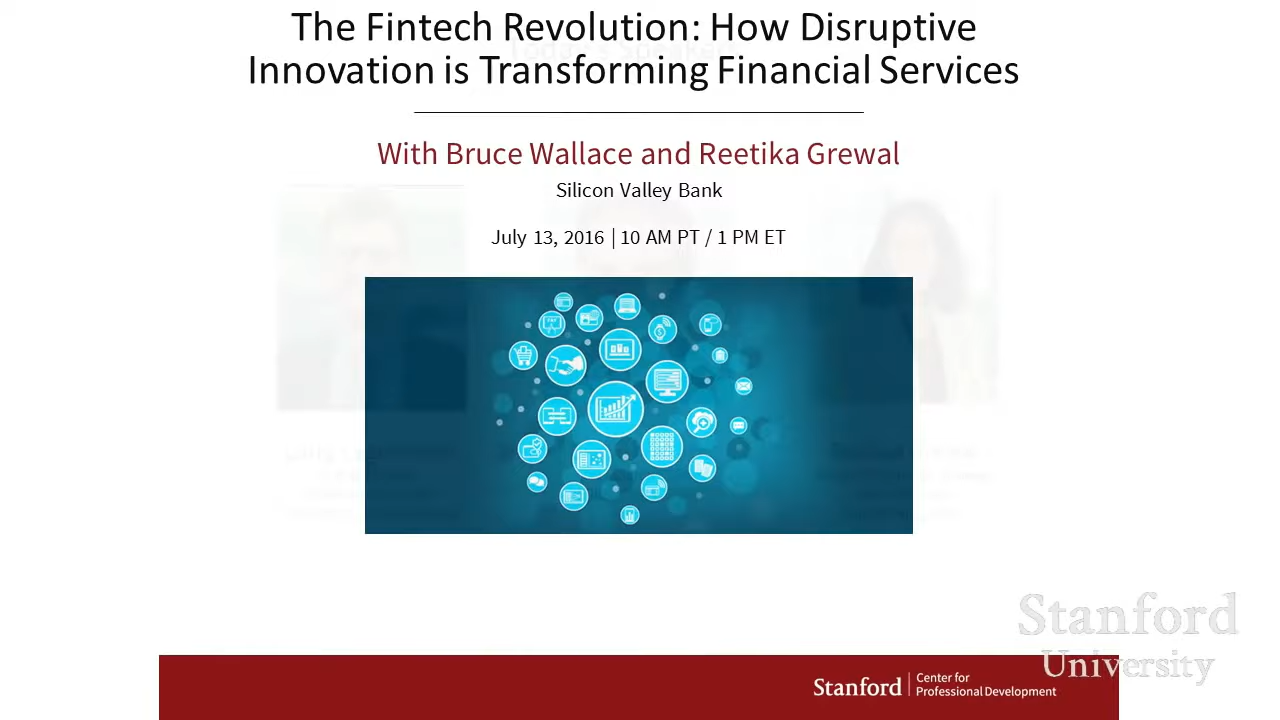 The Fintech Revolution: How Disruptive
Innovation is Transforming Financial Services
With Bruce Wallace and Reetika Grewal
Silicon Valley Bank
July 13, 2016 | 10 AM PT / 1 PM ET
Stanford
University
Stanford | Center for
Professional Development